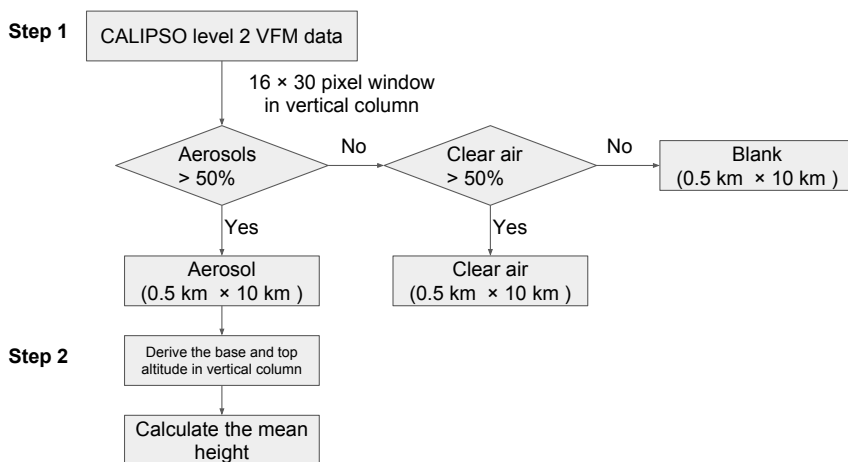 Step 1
CALIPSO level 2 VFM data
16 × 30 pixel window
in vertical column
Aerosols
> 50%
No
Clear air
> 50%
No
Blank
(0.5 km × 10 km )
Yes
Yes
Aerosol
(0.5 km × 10 km )
Clear air
(0.5 km × 10 km )
Step 2
Derive the base and top
altitude in vertical column
Calculate the mean
height